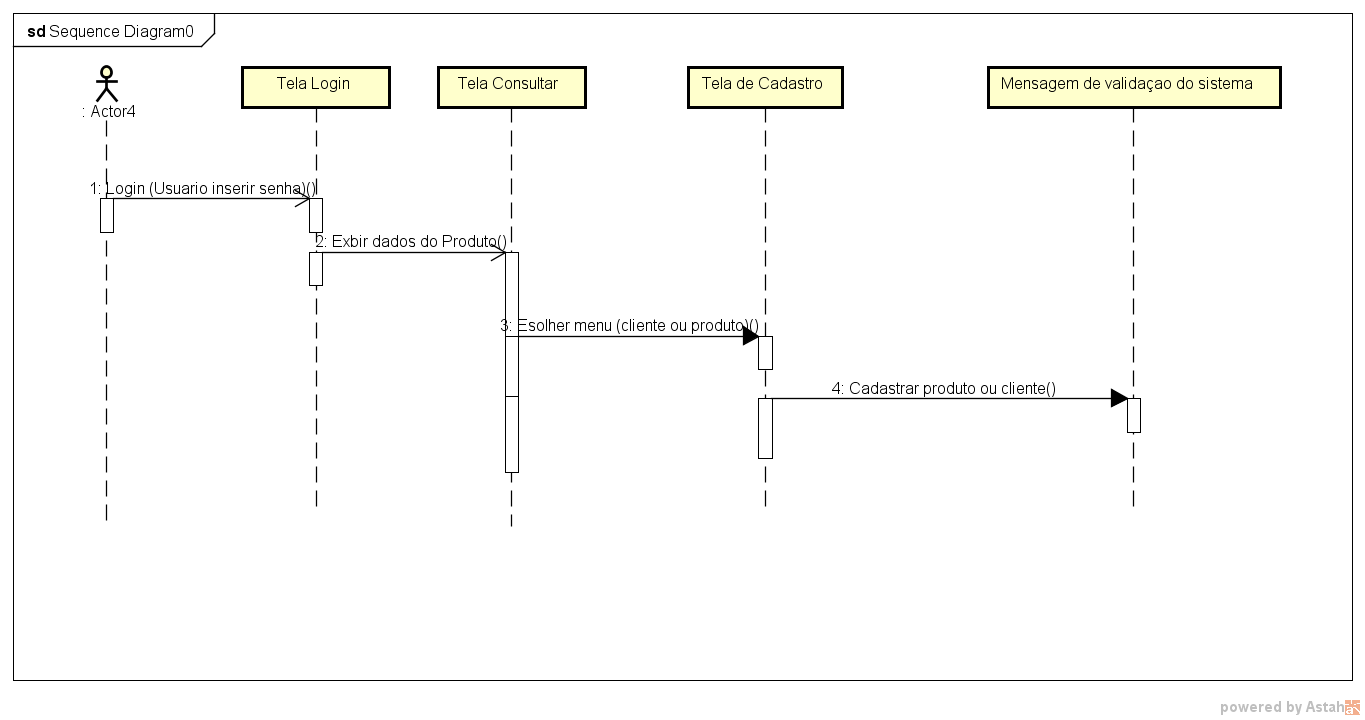 sd Sequence Diagram0
: Actor4
Tela Login
Tela Consultar
Tela de Cadastro
Mensagem de validaçao do sistema
1: Login (Usuario inserir senha)()
2: Exbir dados do Produto()
3: Esolher menu (cliente ou produto)()
4: Cadastrar produto ou cliente()
powered by Astah